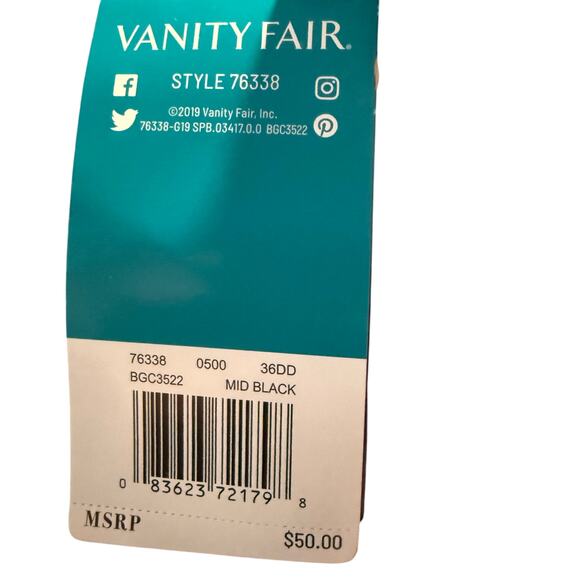 VANITY FAIR®
STYLE 76338
©2019 Vanity Fair, Inc.
76338-G19 SPB.03417.0.0 BGC3522
76338 0500 36DD
BGC3522 MID BLACK
0 83623 72179 8
MSRP $50.00